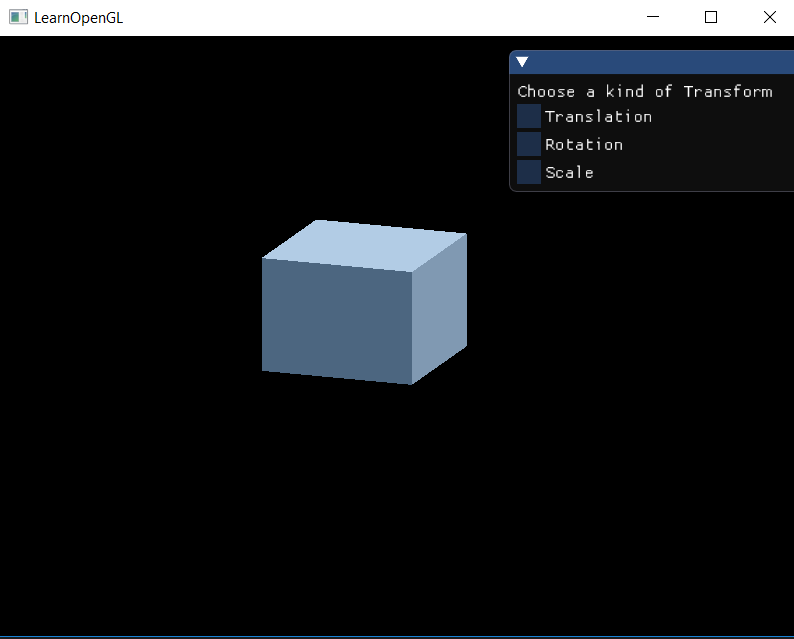 LearnOpenGL
Choose a kind of Transform
Translation
Rotation
Scale